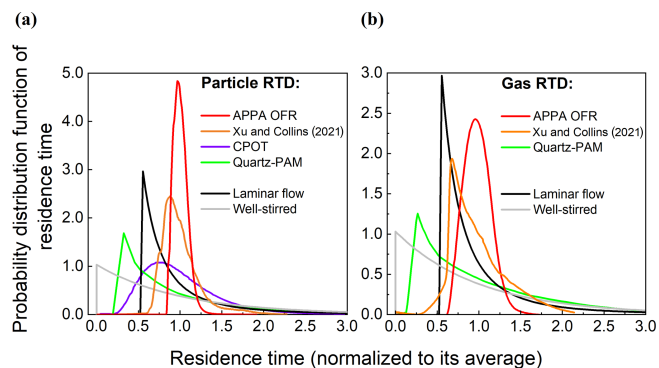 (a)
(b)
Probability distribution function of
residence time
5.0
4.0
3.0
2.0
1.0
0.0
Particle RTD:
APPA OFR
Xu and Collins (2021)
CPOT
Quartz-PAM
Laminar flow
Well-stirred
0.0 0.5 1.0 1.5 2.0 2.5 3.0
3.0
2.5
2.0
1.5
1.0
0.5
0.0
Gas RTD:
APPA OFR
Xu and Collins (2021)
Quartz-PAM
Laminar flow
Well-stirred
0.0 0.5 1.0 1.5 2.0 2.5 3.0
Residence time (normalized to its average)